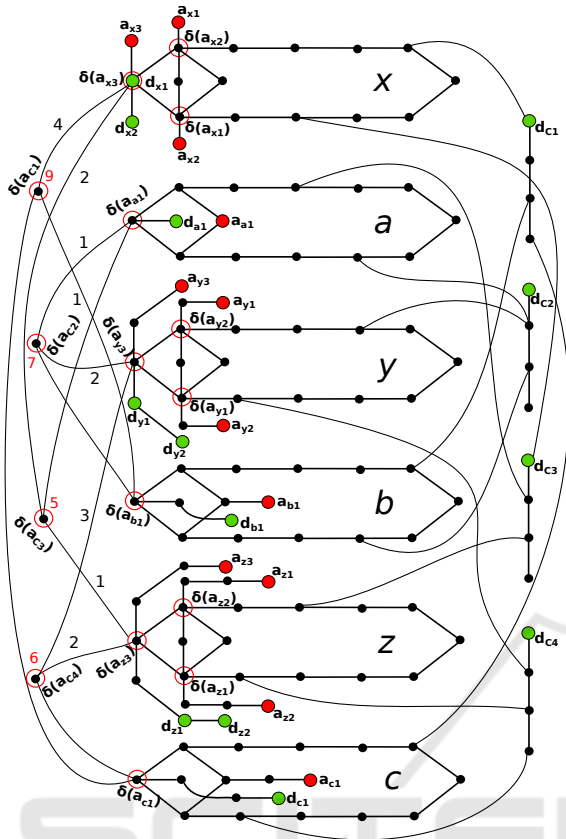 a_x1
a_x3
δ(a_x2)
δ(a_x3)
d_x1
x
4
d_x2
δ(a_x1)
d_C1
a_x2
δ(a_C1)
9
2
δ(a_a1)
d_a1
a_a1
a
1
a_y3
d_C2
1
a_y1
δ(a_y2)
δ(a_C2)
δ(a_y3)
7
2
y
d_y1
δ(a_y1)
a_y2
d_y2
d_C3
5
δ(a_b1)
a_b1
b
d_b1
3
δ(a_C3)
a_z3
a_z1
1
δ(a_z2)
2
d_C4
6
z
δ(a_z3)
δ(a_C4)
δ(a_z1)
a_z2
d_z1
d_z2
δ(a_c1)
a_c1
c
d_c1